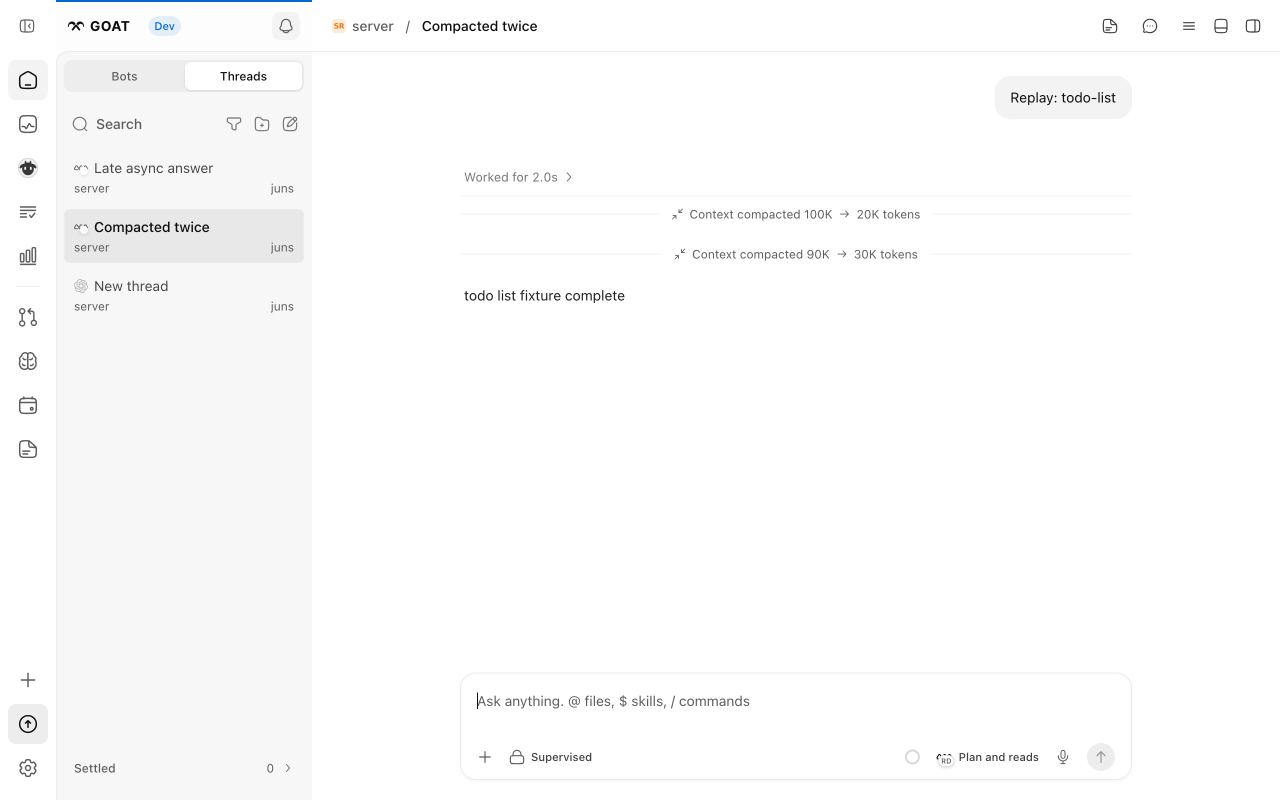 GOAT
Dev
SR server / Compacted twice
Bots
Threads
Search
Late async answer
server juns
Compacted twice
server juns
New thread
server juns
Settled 0
Replay: todo-list
Worked for 2.0s
Context compacted 100K → 20K tokens
Context compacted 90K → 30K tokens
todo list fixture complete
Ask anything. @ files, $ skills, / commands
Supervised
RD Plan and reads